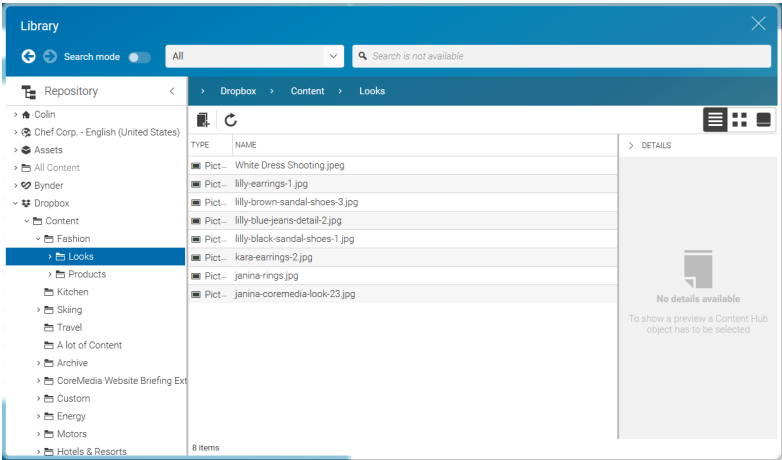 Library
Search mode
All
Search is not available
Repository
Dropbox > Content > Looks
Colin
Chef Corp. - English (United States)
Assets
All Content
Bynder
Dropbox
Content
Fashion
Looks
Products
Kitchen
Skiing
Travel
A lot of Content
Archive
CoreMedia Website Briefing Ext
Custom
Energy
Motors
Hotels & Resorts
TYPE NAME
Pict... White Dress Shooting.jpeg
Pict... lilly-earrings-1.jpg
Pict... lilly-brown-sandal-shoes-3.jpg
Pict... lilly-blue-jeans-detail-2.jpg
Pict... lilly-black-sandal-shoes-1.jpg
Pict... kara-earrings-2.jpg
Pict... janina-rings.jpg
Pict... janina-coremedia-look-23.jpg
8 items
DETAILS
No details available
To show a preview a Content Hub
object has to be selected